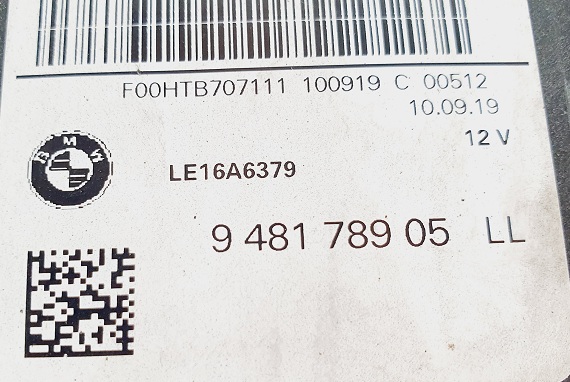 F00HTB707111 100919 C 00512
10.09.19
12 V
BMW
LE16A6379
9 481 789 05 LL